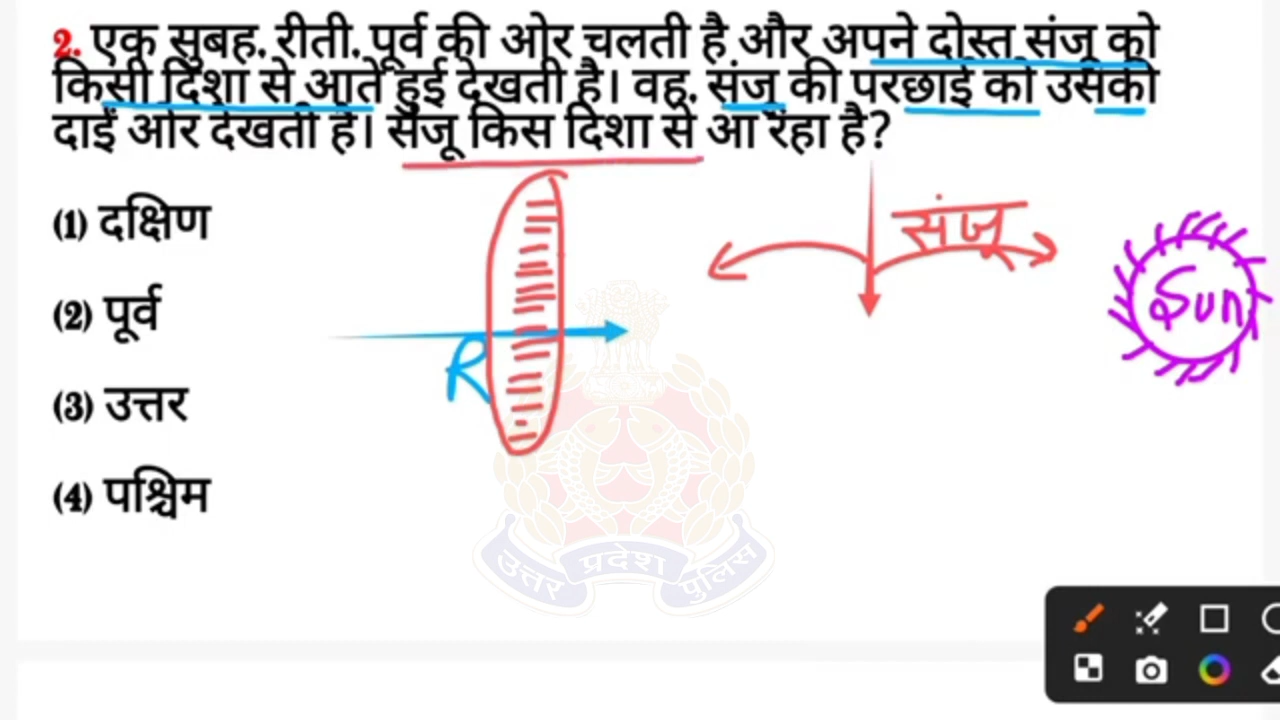 2. एक सुबह, रीती, पूर्व की ओर चलती है और अपने दोस्त संजू को
किसी दिशा से आते हुई देखती है। वह, संजू की परछाई को उसकी
दाईं ओर देखती है। संजू किस दिशा से आ रहा है?
(1) दक्षिण
संजू
Sun
(2) पूर्व
R
(3) उत्तर
(4) पश्चिम
उत्तर प्रदेश पुलिस